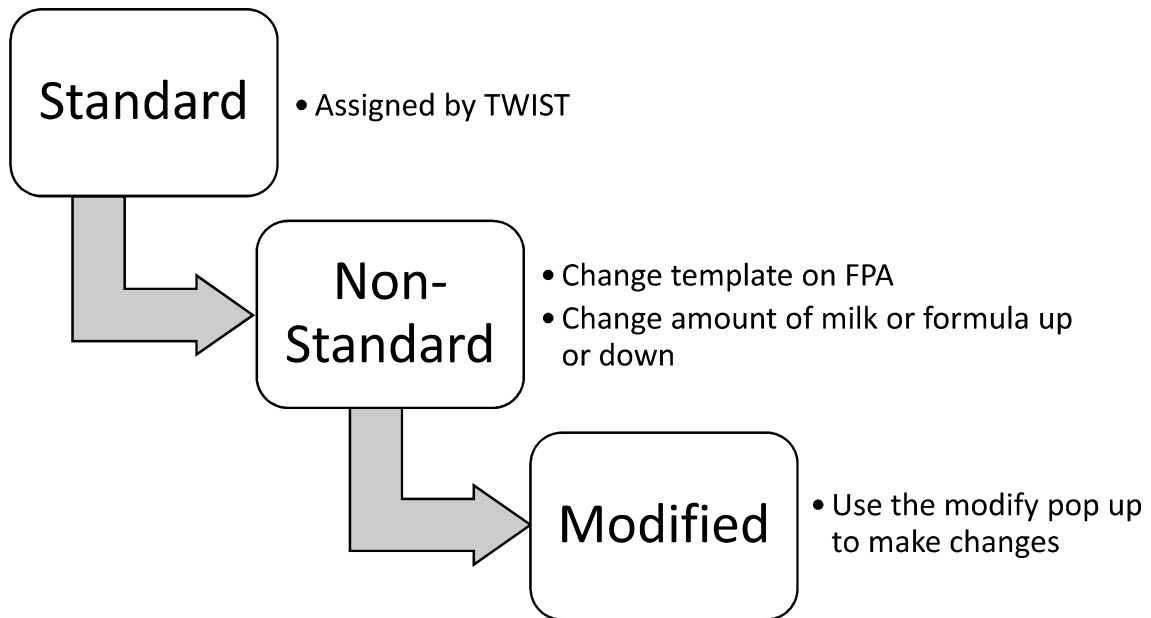 Standard
• Assigned by TWIST
Non-
Standard
• Change template on FPA
• Change amount of milk or formula up
or down
Modified
• Use the modify pop up
to make changes